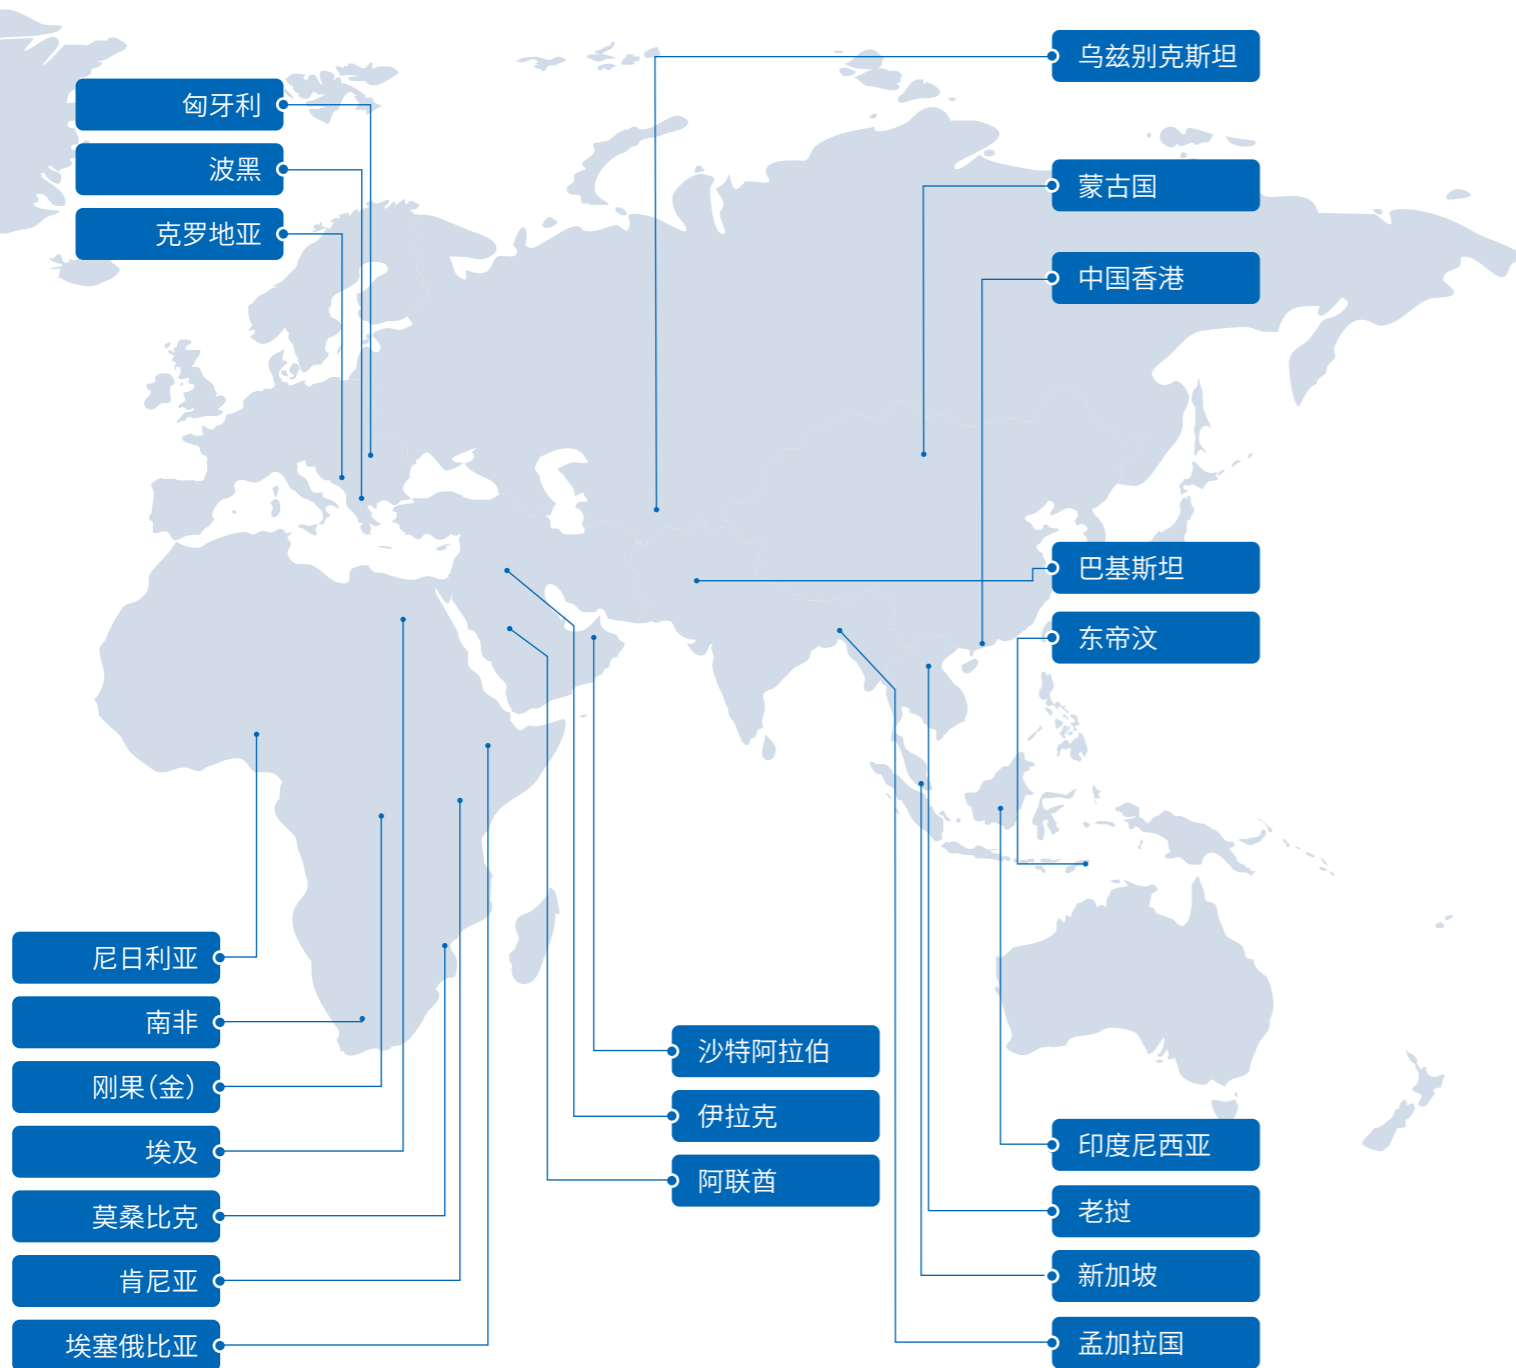 匈牙利
波黑
克罗地亚
乌兹别克斯坦
蒙古国
中国香港
巴基斯坦
东帝汶
尼日利亚
南非
刚果(金)
埃及
莫桑比克
肯尼亚
埃塞俄比亚
沙特阿拉伯
伊拉克
阿联酋
印度尼西亚
老挝
新加坡
孟加拉国